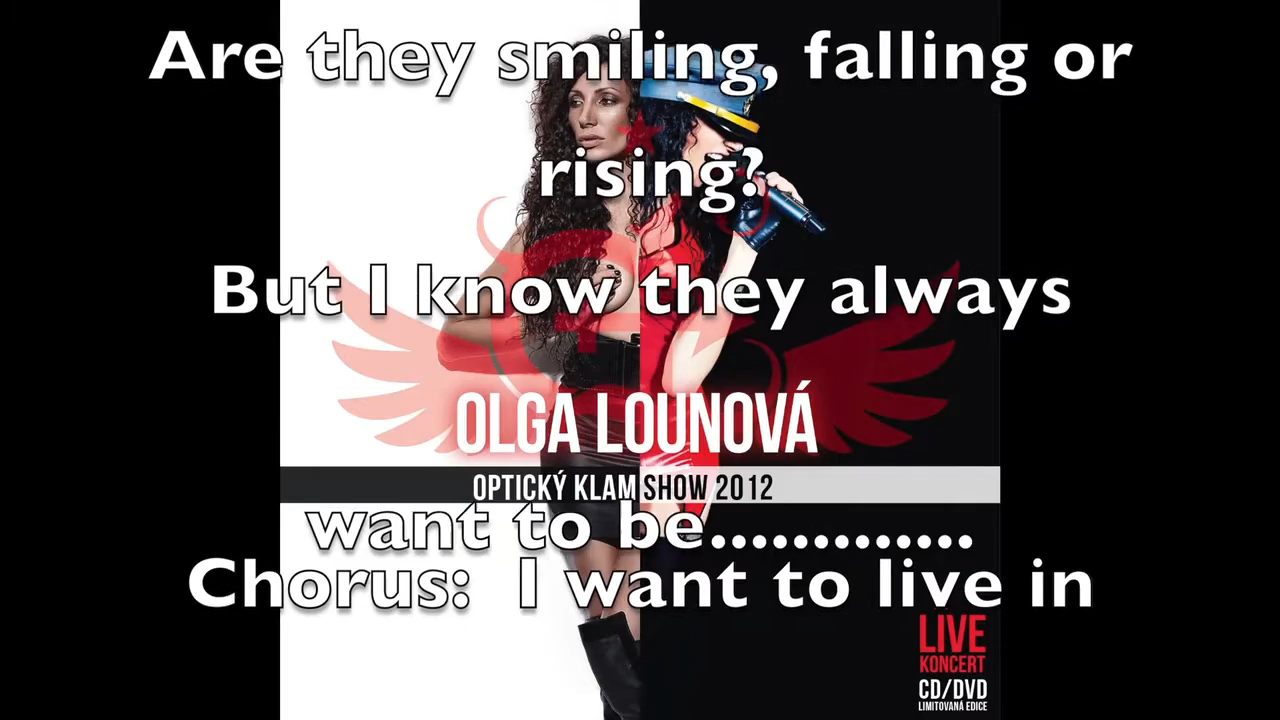 Are they smiling, falling or
rising?
But I know they always
OLGA LOUNOVÁ
OPTICKÝ KLAM SHOW 2012
want to be.............
Chorus:  I want to live in
LIVE
KONCERT
CD/DVD
LIMITOVANÁ EDICE